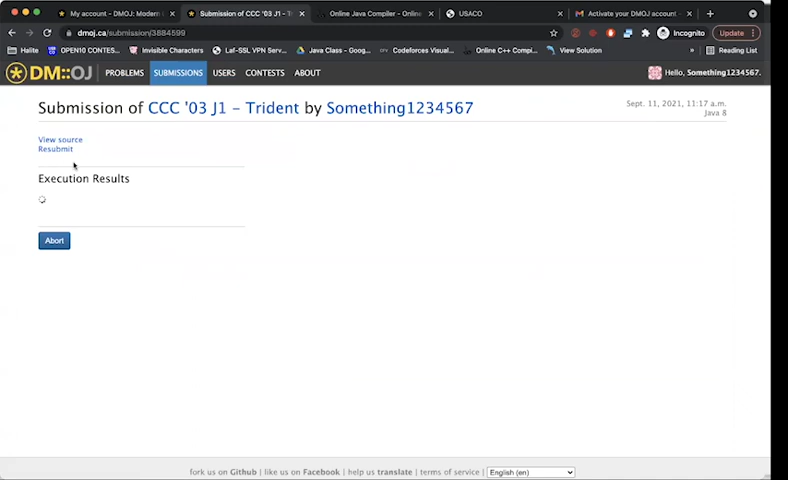 My account - DMOJ: Modern
Submission of CCC '03 J1 - Tr
Online Java Compiler - Online
USACO
Activate your DMOJ account -
dmoj.ca/submission/3884599
Incognito
Update
Halite
OPEN10 CONTES...
Invisible Characters
Laf-SSL VPN Serv...
Java Class - Goog...
Codeforces Visual...
Online C++ Compi...
View Solution
»
Reading List
DM::OJ
PROBLEMS
SUBMISSIONS
USERS
CONTESTS
ABOUT
Hello, Something1234567.
Submission of CCC '03 J1 - Trident by Something1234567
Sept. 11, 2021, 11:17 a.m.
Java 8
View source
Resubmit
Execution Results
Abort
fork us on Github | like us on Facebook | help us translate | terms of service | English (en)